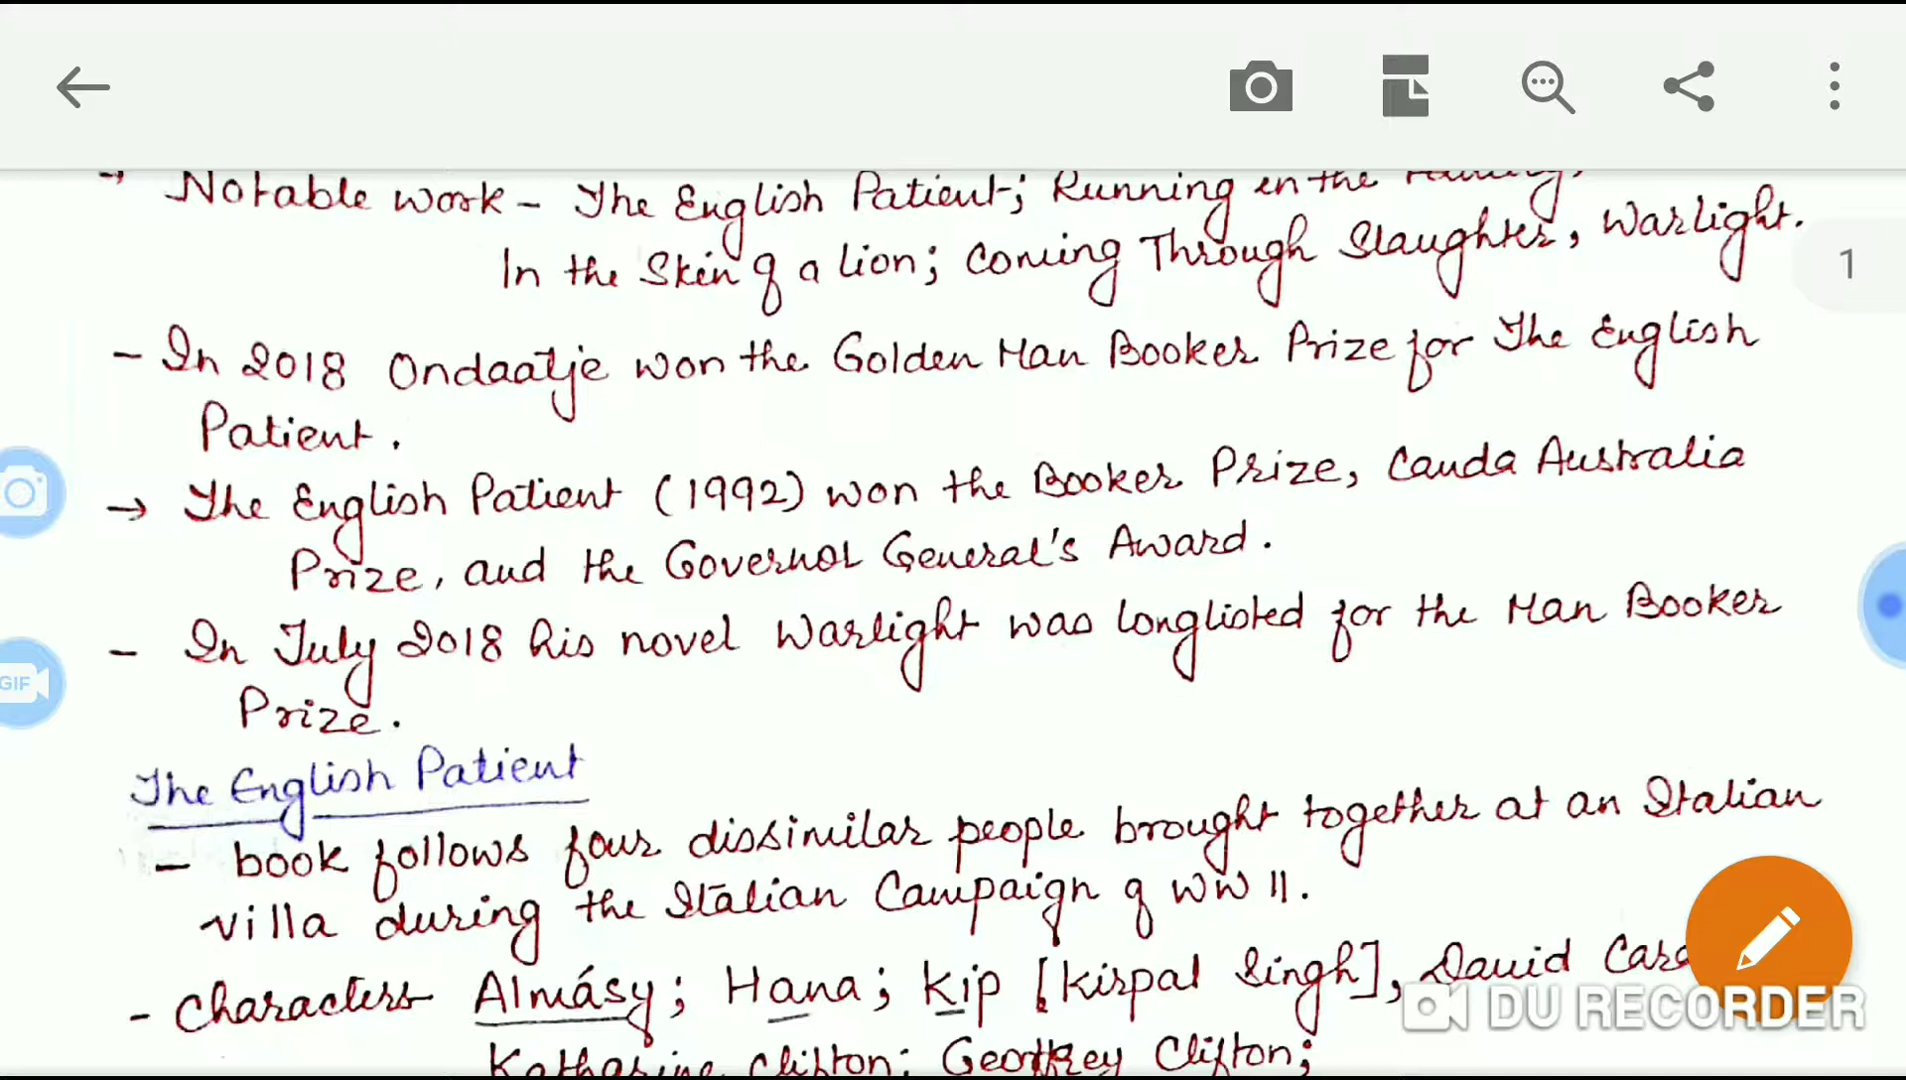 → Notable work - The English Patient; Running in the Family;
In the Skin of a lion; Coming Through Slaughter, Warlight.
1
- In 2018 Ondaatje won the Golden Man Booker Prize for The English
Patient.
→ The English Patient (1992) won the Booker Prize, Canda Australia
Prize, and the Governor General's Award.
- In July 2018 his novel Warlight was longlisted for the Man Booker
Prize.
The English Patient
- book follows four dissimilar people brought together at an Italian
villa during the Italian Campaign of WW II.
- Characters Almásy; Hana; Kip [Kirpal Singh], David
Katharine Clifton; Geoffrey Clifton;
GIF
DU RECORDER